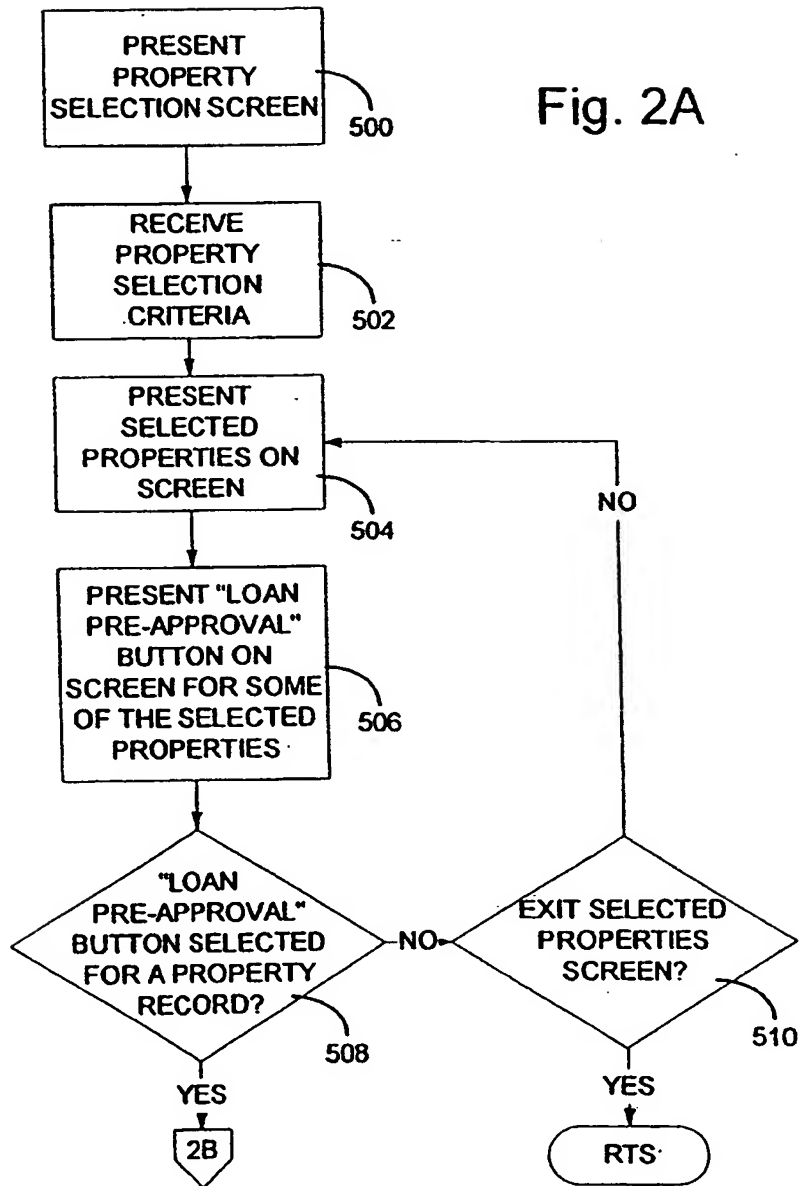 Fig. 2A
PRESENT
PROPERTY
SELECTION SCREEN
500
RECEIVE
PROPERTY
SELECTION
CRITERIA
502
PRESENT
SELECTED
PROPERTIES ON
SCREEN
504
NO
PRESENT "LOAN
PRE-APPROVAL"
BUTTON ON
SCREEN FOR SOME
OF THE SELECTED
PROPERTIES
506
"LOAN
PRE-APPROVAL"
BUTTON SELECTED
FOR A PROPERTY
RECORD?
508
NO
EXIT SELECTED
PROPERTIES
SCREEN?
510
YES
2B
YES
RTS